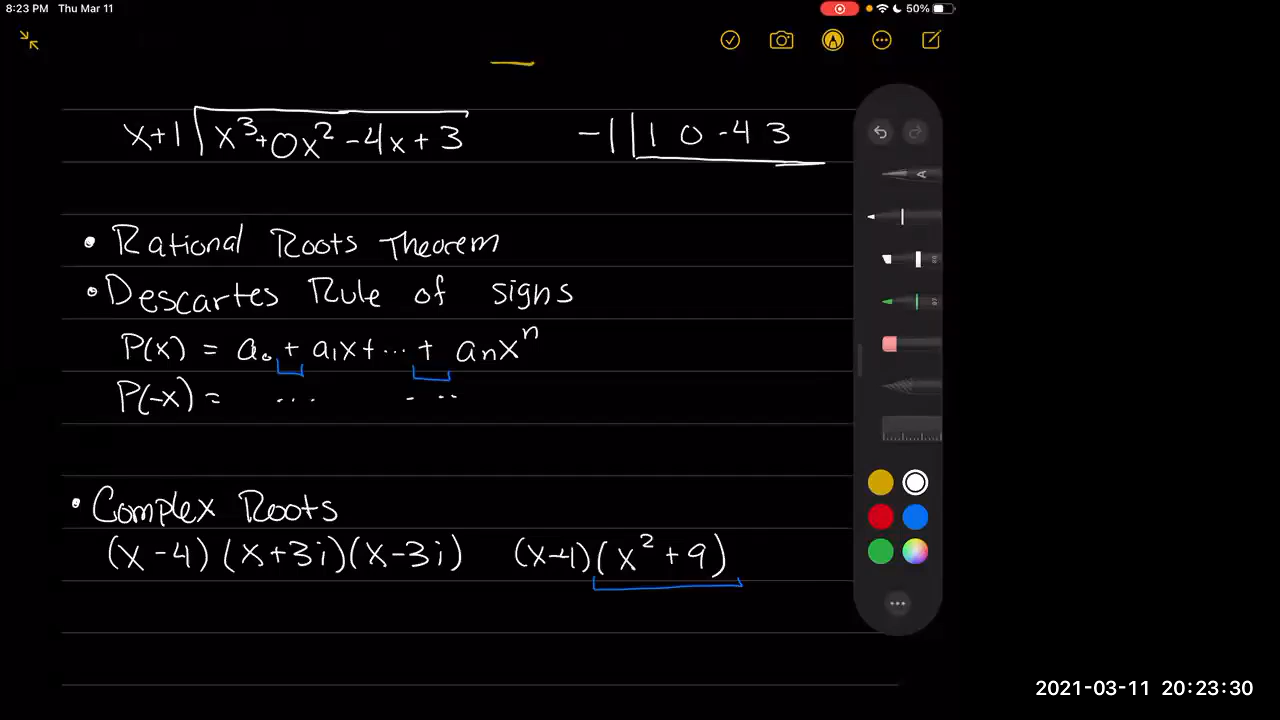 8:23 PM Thu Mar 11
50%
x+1 x³+0x²-4x+3 -1 | 1 0 -4 3
• Rational Roots Theorem
• Descartes Rule of signs
P(x) = a₀ + a₁x + ... + aₙxⁿ
P(-x) = ... ...
• Complex Roots
(x-4)(x+3i)(x-3i) (x-4)(x²+9)
2021-03-11 20:23:30